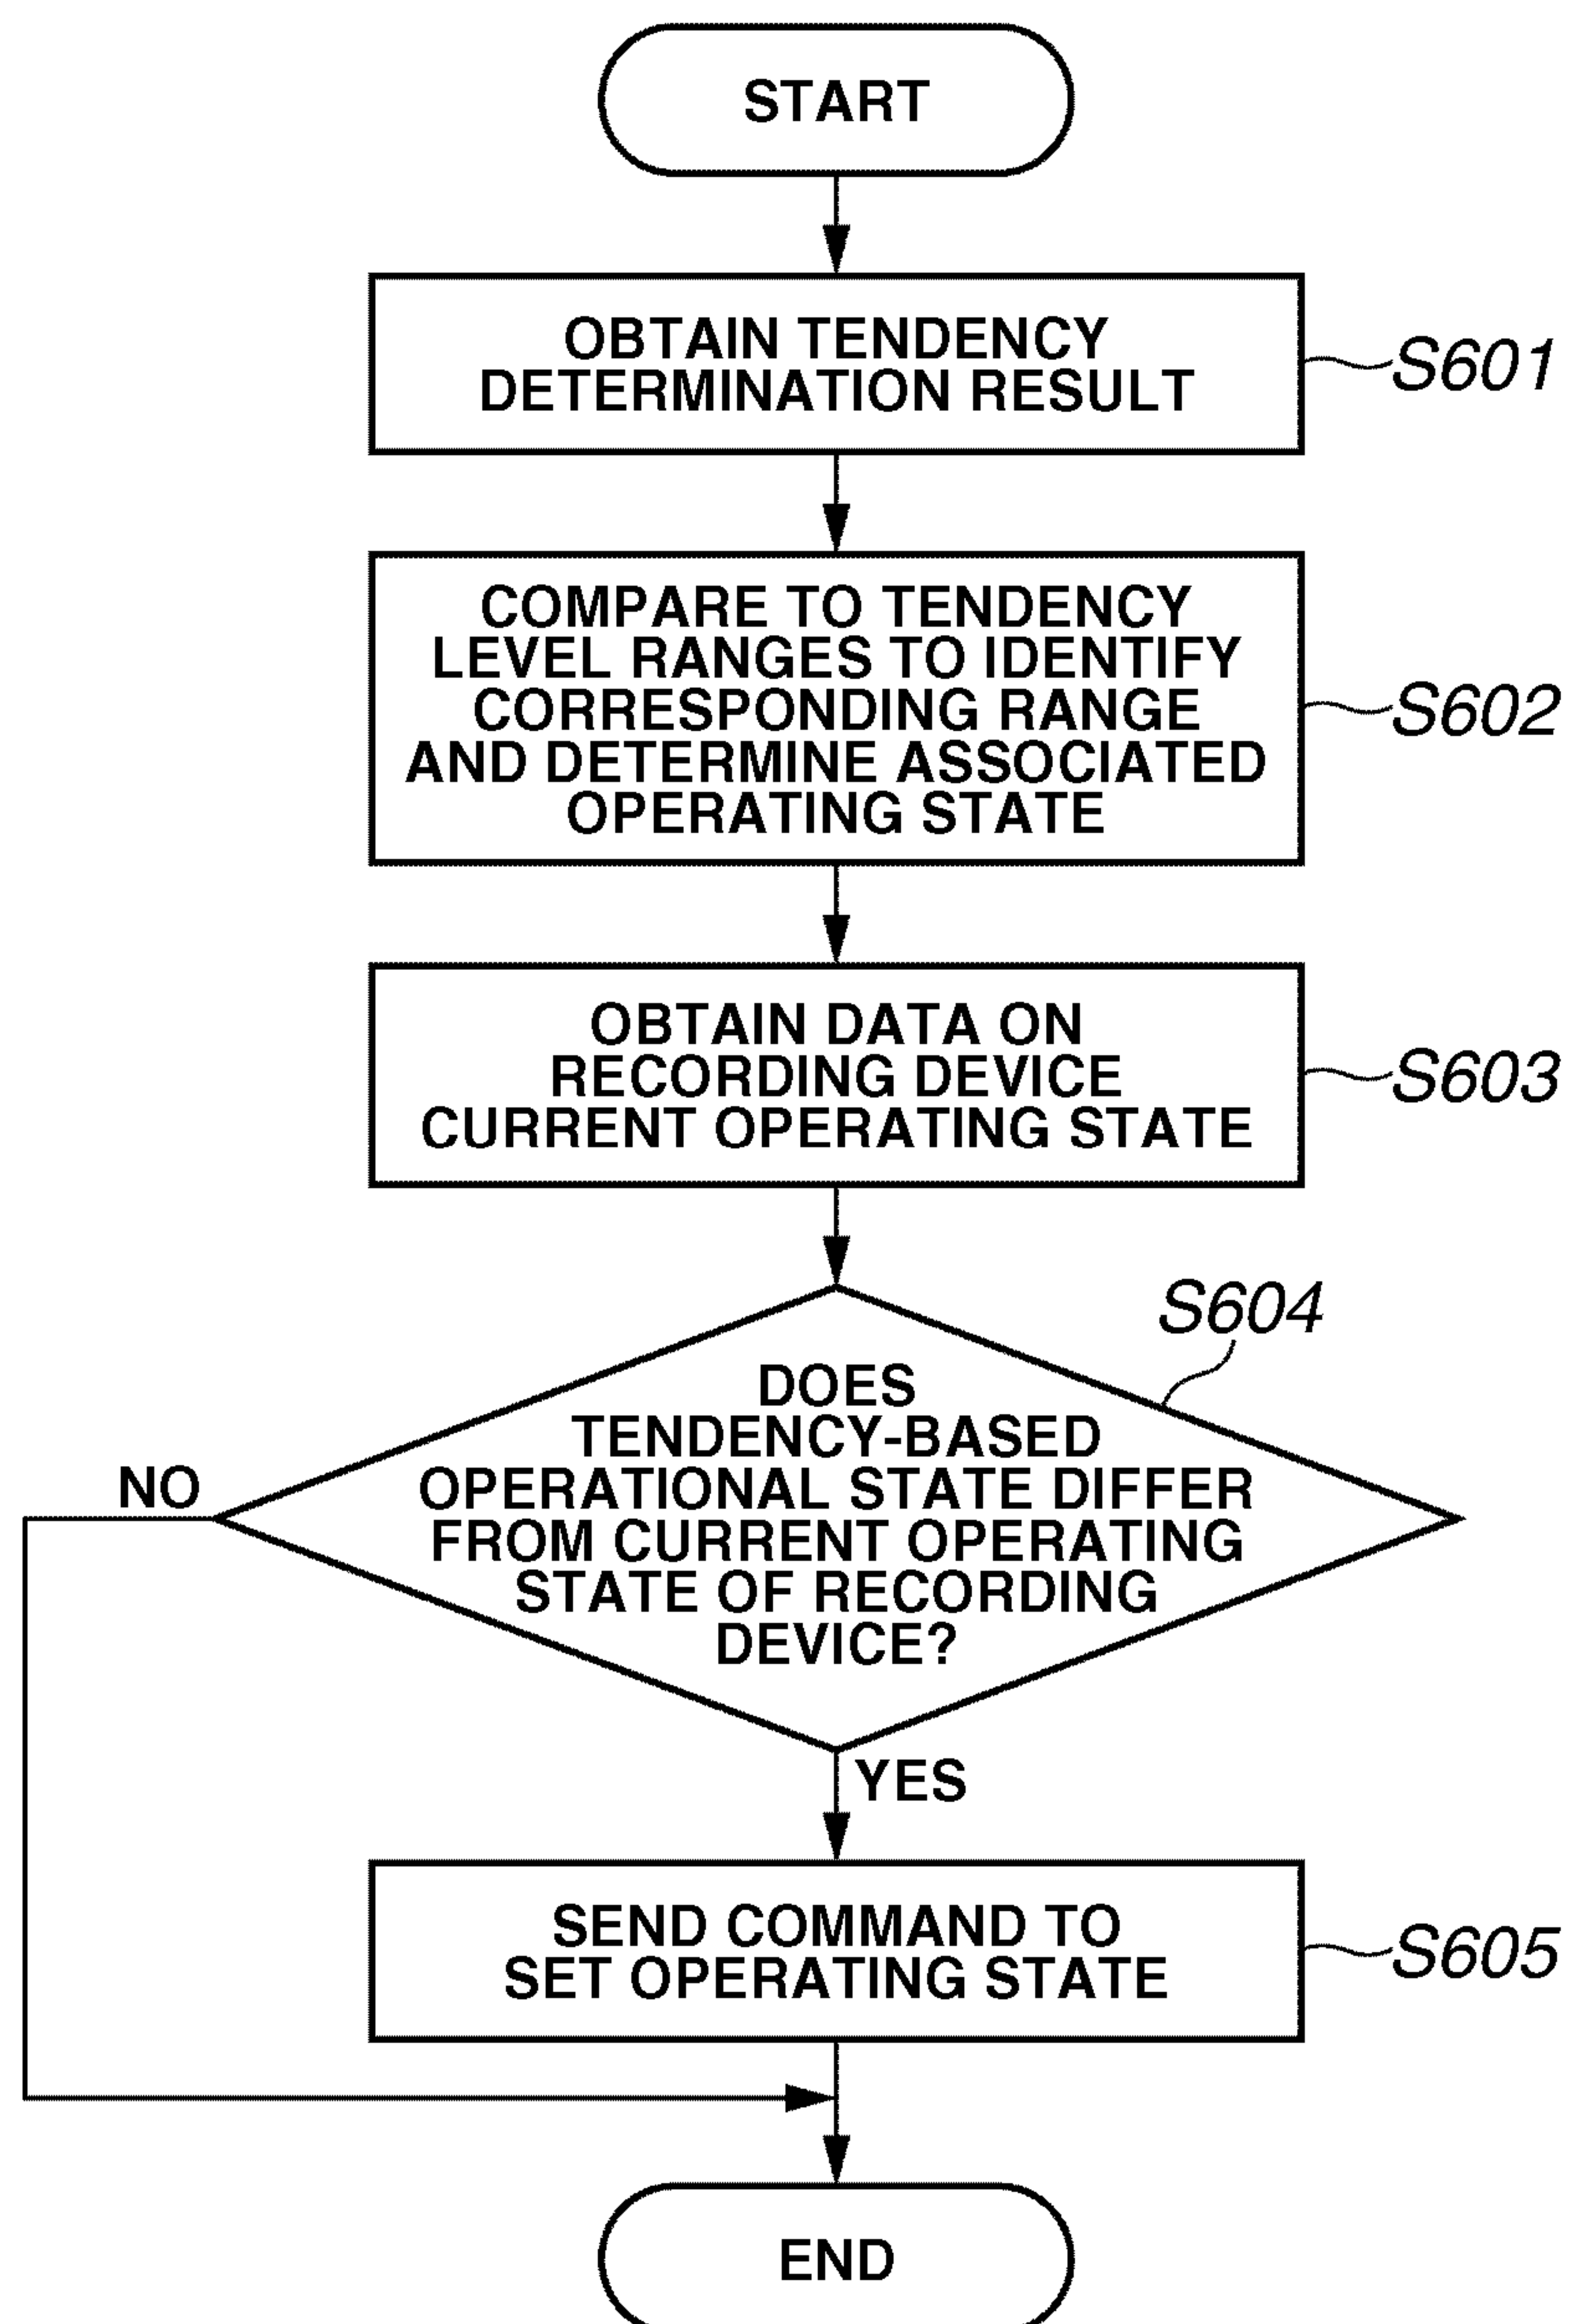 START
OBTAIN TENDENCY
DETERMINATION RESULT
S601
COMPARE TO TENDENCY
LEVEL RANGES TO IDENTIFY
CORRESPONDING RANGE
AND DETERMINE ASSOCIATED
OPERATING STATE
S602
OBTAIN DATA ON
RECORDING DEVICE
CURRENT OPERATING STATE
S603
S604
DOES
TENDENCY-BASED
OPERATIONAL STATE DIFFER
FROM CURRENT OPERATING
STATE OF RECORDING
DEVICE?
NO
YES
SEND COMMAND TO
SET OPERATING STATE
S605
END